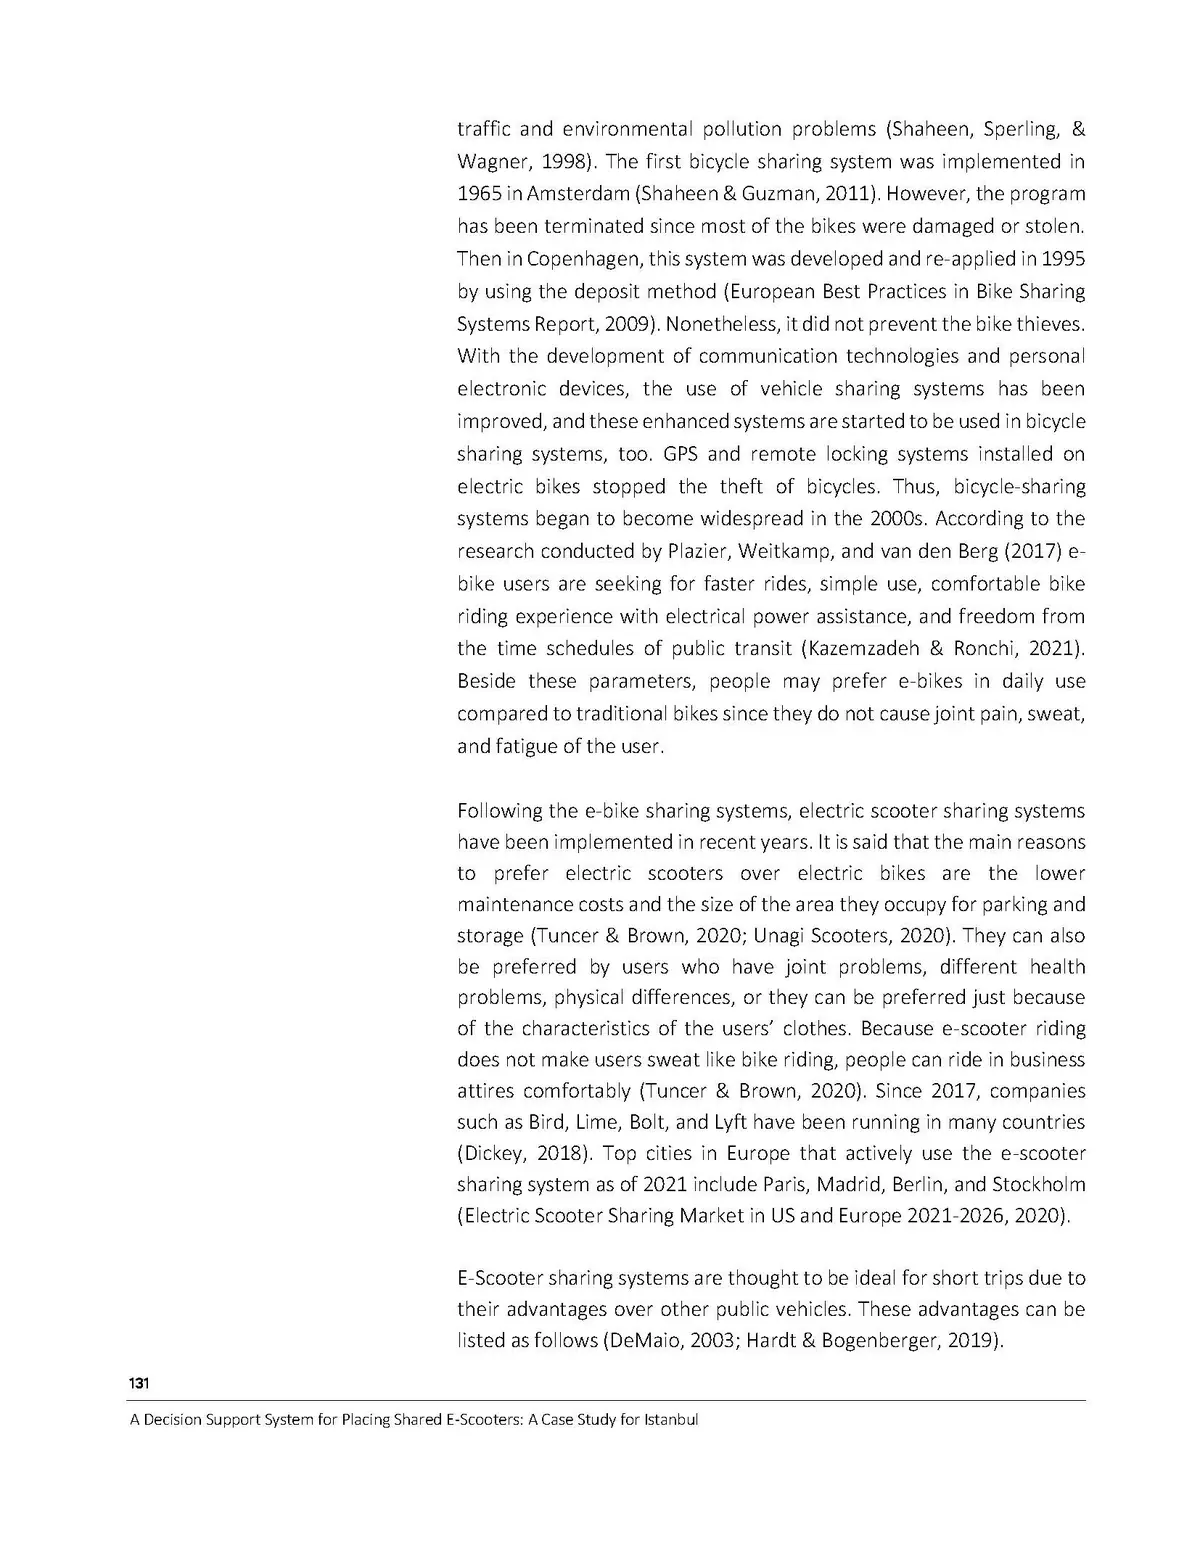 traffic and environmental pollution problems (Shaheen, Sperling, &
Wagner, 1998). The first bicycle sharing system was implemented in
1965 in Amsterdam (Shaheen & Guzman, 2011). However, the program
has been terminated since most of the bikes were damaged or stolen.
Then in Copenhagen, this system was developed and re-applied in 1995
by using the deposit method (European Best Practices in Bike Sharing
Systems Report, 2009). Nonetheless, it did not prevent the bike thieves.
With the development of communication technologies and personal
electronic devices, the use of vehicle sharing systems has been
improved, and these enhanced systems are started to be used in bicycle
sharing systems, too. GPS and remote locking systems installed on
electric bikes stopped the theft of bicycles. Thus, bicycle-sharing
systems began to become widespread in the 2000s. According to the
research conducted by Plazier, Weitkamp, and van den Berg (2017) e-
bike users are seeking for faster rides, simple use, comfortable bike
riding experience with electrical power assistance, and freedom from
the time schedules of public transit (Kazemzadeh & Ronchi, 2021).
Beside these parameters, people may prefer e-bikes in daily use
compared to traditional bikes since they do not cause joint pain, sweat,
and fatigue of the user.
Following the e-bike sharing systems, electric scooter sharing systems
have been implemented in recent years. It is said that the main reasons
to prefer electric scooters over electric bikes are the lower
maintenance costs and the size of the area they occupy for parking and
storage (Tuncer & Brown, 2020; Unagi Scooters, 2020). They can also
be preferred by users who have joint problems, different health
problems, physical differences, or they can be preferred just because
of the characteristics of the users’ clothes. Because e-scooter riding
does not make users sweat like bike riding, people can ride in business
attires comfortably (Tuncer & Brown, 2020). Since 2017, companies
such as Bird, Lime, Bolt, and Lyft have been running in many countries
(Dickey, 2018). Top cities in Europe that actively use the e-scooter
sharing system as of 2021 include Paris, Madrid, Berlin, and Stockholm
(Electric Scooter Sharing Market in US and Europe 2021-2026, 2020).
E-Scooter sharing systems are thought to be ideal for short trips due to
their advantages over other public vehicles. These advantages can be
listed as follows (DeMaio, 2003; Hardt & Bogenberger, 2019).
131
A Decision Support System for Placing Shared E-Scooters: A Case Study for Istanbul